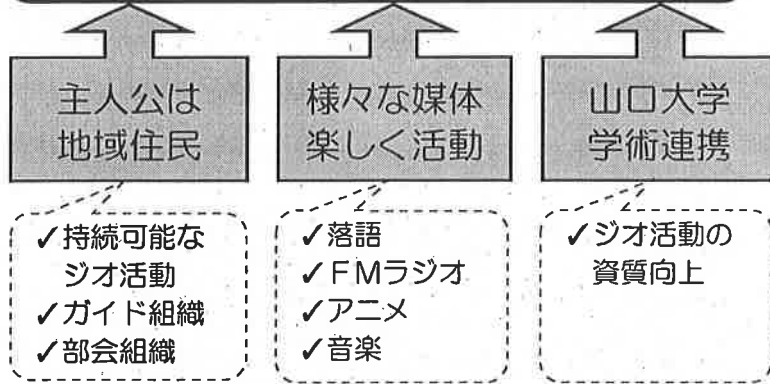 主人公は
地域住民
様々な媒体
楽しく活動
山口大学
学術連携
✓持続可能な
ジオ活動
✓ガイド組織
✓部会組織
✓落語
✓FMラジオ
✓アニメ
✓音楽
✓ジオ活動の
資質向上